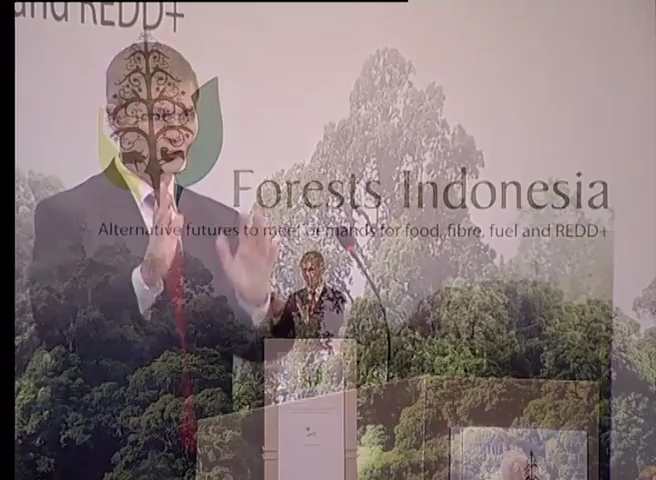 and REDD+
Forests Indonesia
Alternative futures to meet demands for food, fibre, fuel and REDD+